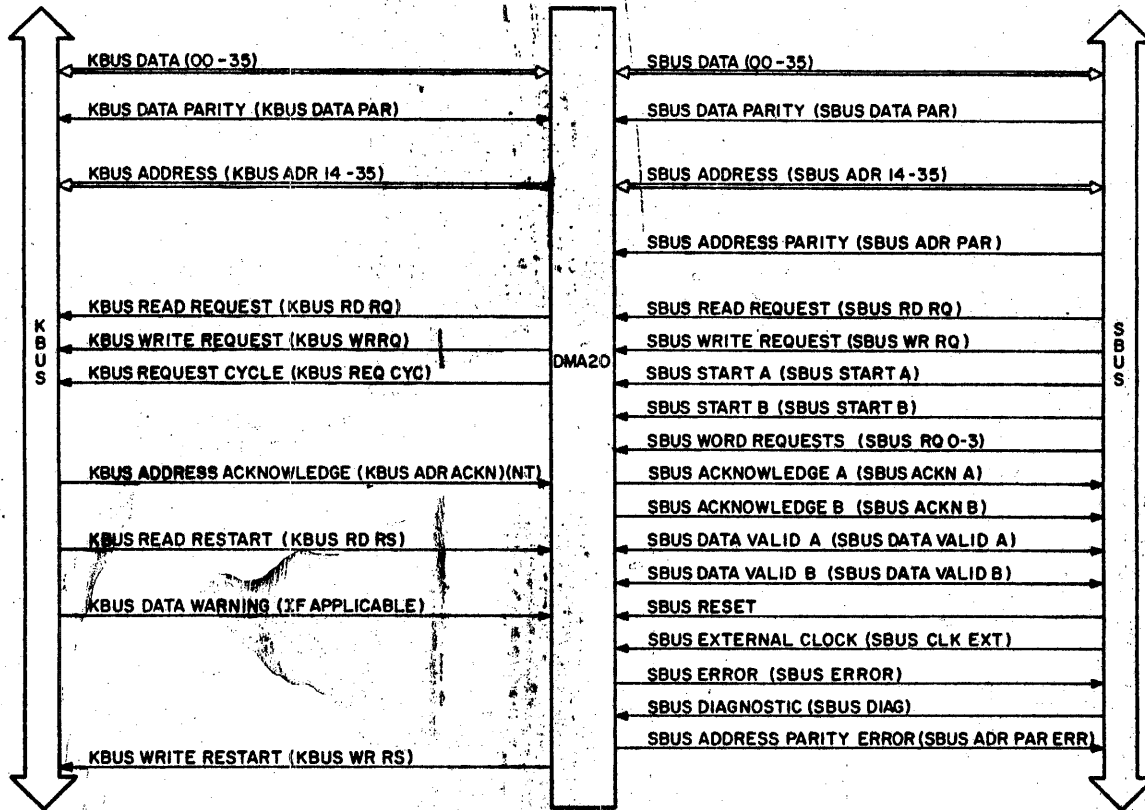 KBUS DATA (00-35)
KBUS DATA PARITY (KBUS DATA PAR)
KBUS ADDRESS (KBUS ADR 14-35)
KBUS READ REQUEST (KBUS RD RQ)
KBUS WRITE REQUEST (KBUS WRRQ)
KBUS REQUEST CYCLE (KBUS REQ CYC)
KBUS ADDRESS ACKNOWLEDGE (KBUS ADR ACKN)(NT)
KBUS READ RESTART (KBUS RD RS)
KBUS DATA WARNING (IF APPLICABLE)
KBUS WRITE RESTART (KBUS WR RS)
KBUS
DMA20
SBUS DATA (00-35)
SBUS DATA PARITY (SBUS DATA PAR)
SBUS ADDRESS (SBUS ADR 14-35)
SBUS ADDRESS PARITY (SBUS ADR PAR)
SBUS READ REQUEST (SBUS RD RQ)
SBUS WRITE REQUEST (SBUS WR RQ)
SBUS START A (SBUS START A)
SBUS START B (SBUS START B)
SBUS WORD REQUESTS (SBUS RQ 0-3)
SBUS ACKNOWLEDGE A (SBUS ACKN A)
SBUS ACKNOWLEDGE B (SBUS ACKN B)
SBUS DATA VALID A (SBUS DATA VALID A)
SBUS DATA VALID B (SBUS DATA VALID B)
SBUS RESET
SBUS EXTERNAL CLOCK (SBUS CLK EXT)
SBUS ERROR (SBUS ERROR)
SBUS DIAGNOSTIC (SBUS DIAG)
SBUS ADDRESS PARITY ERROR (SBUS ADR PAR ERR)
SBUS